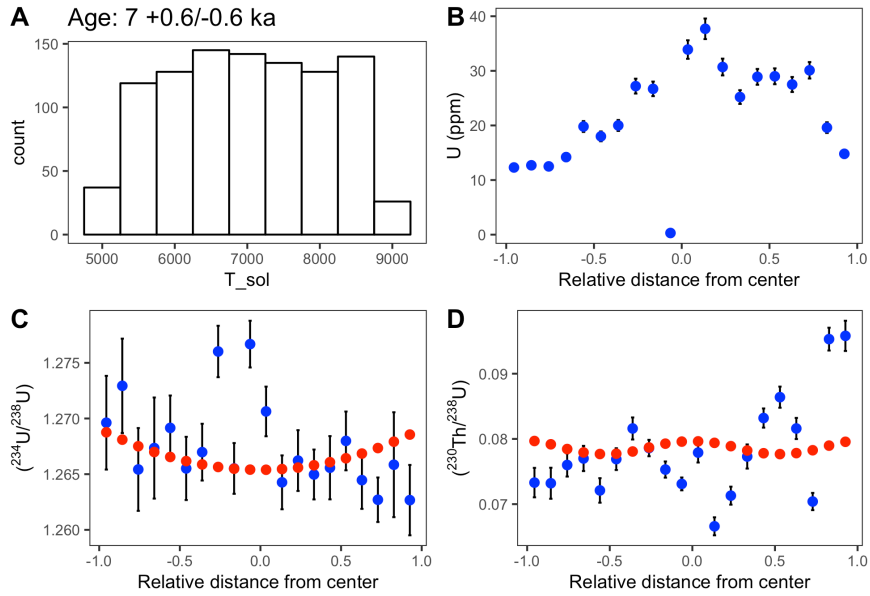 A Age: 7 +0.6/-0.6 ka
150
100
50
0
count
5000 6000 7000 8000 9000
T_sol
B
40
30
20
10
0
U (ppm)
-1.0 -0.5 0.0 0.5 1.0
Relative distance from center
C
1.275
1.270
1.265
1.260
(²³⁴U/²³⁸U)
-1.0 -0.5 0.0 0.5 1.0
Relative distance from center
D
0.09
0.08
0.07
(²³⁰Th/²³⁸U)
-1.0 -0.5 0.0 0.5 1.0
Relative distance from center